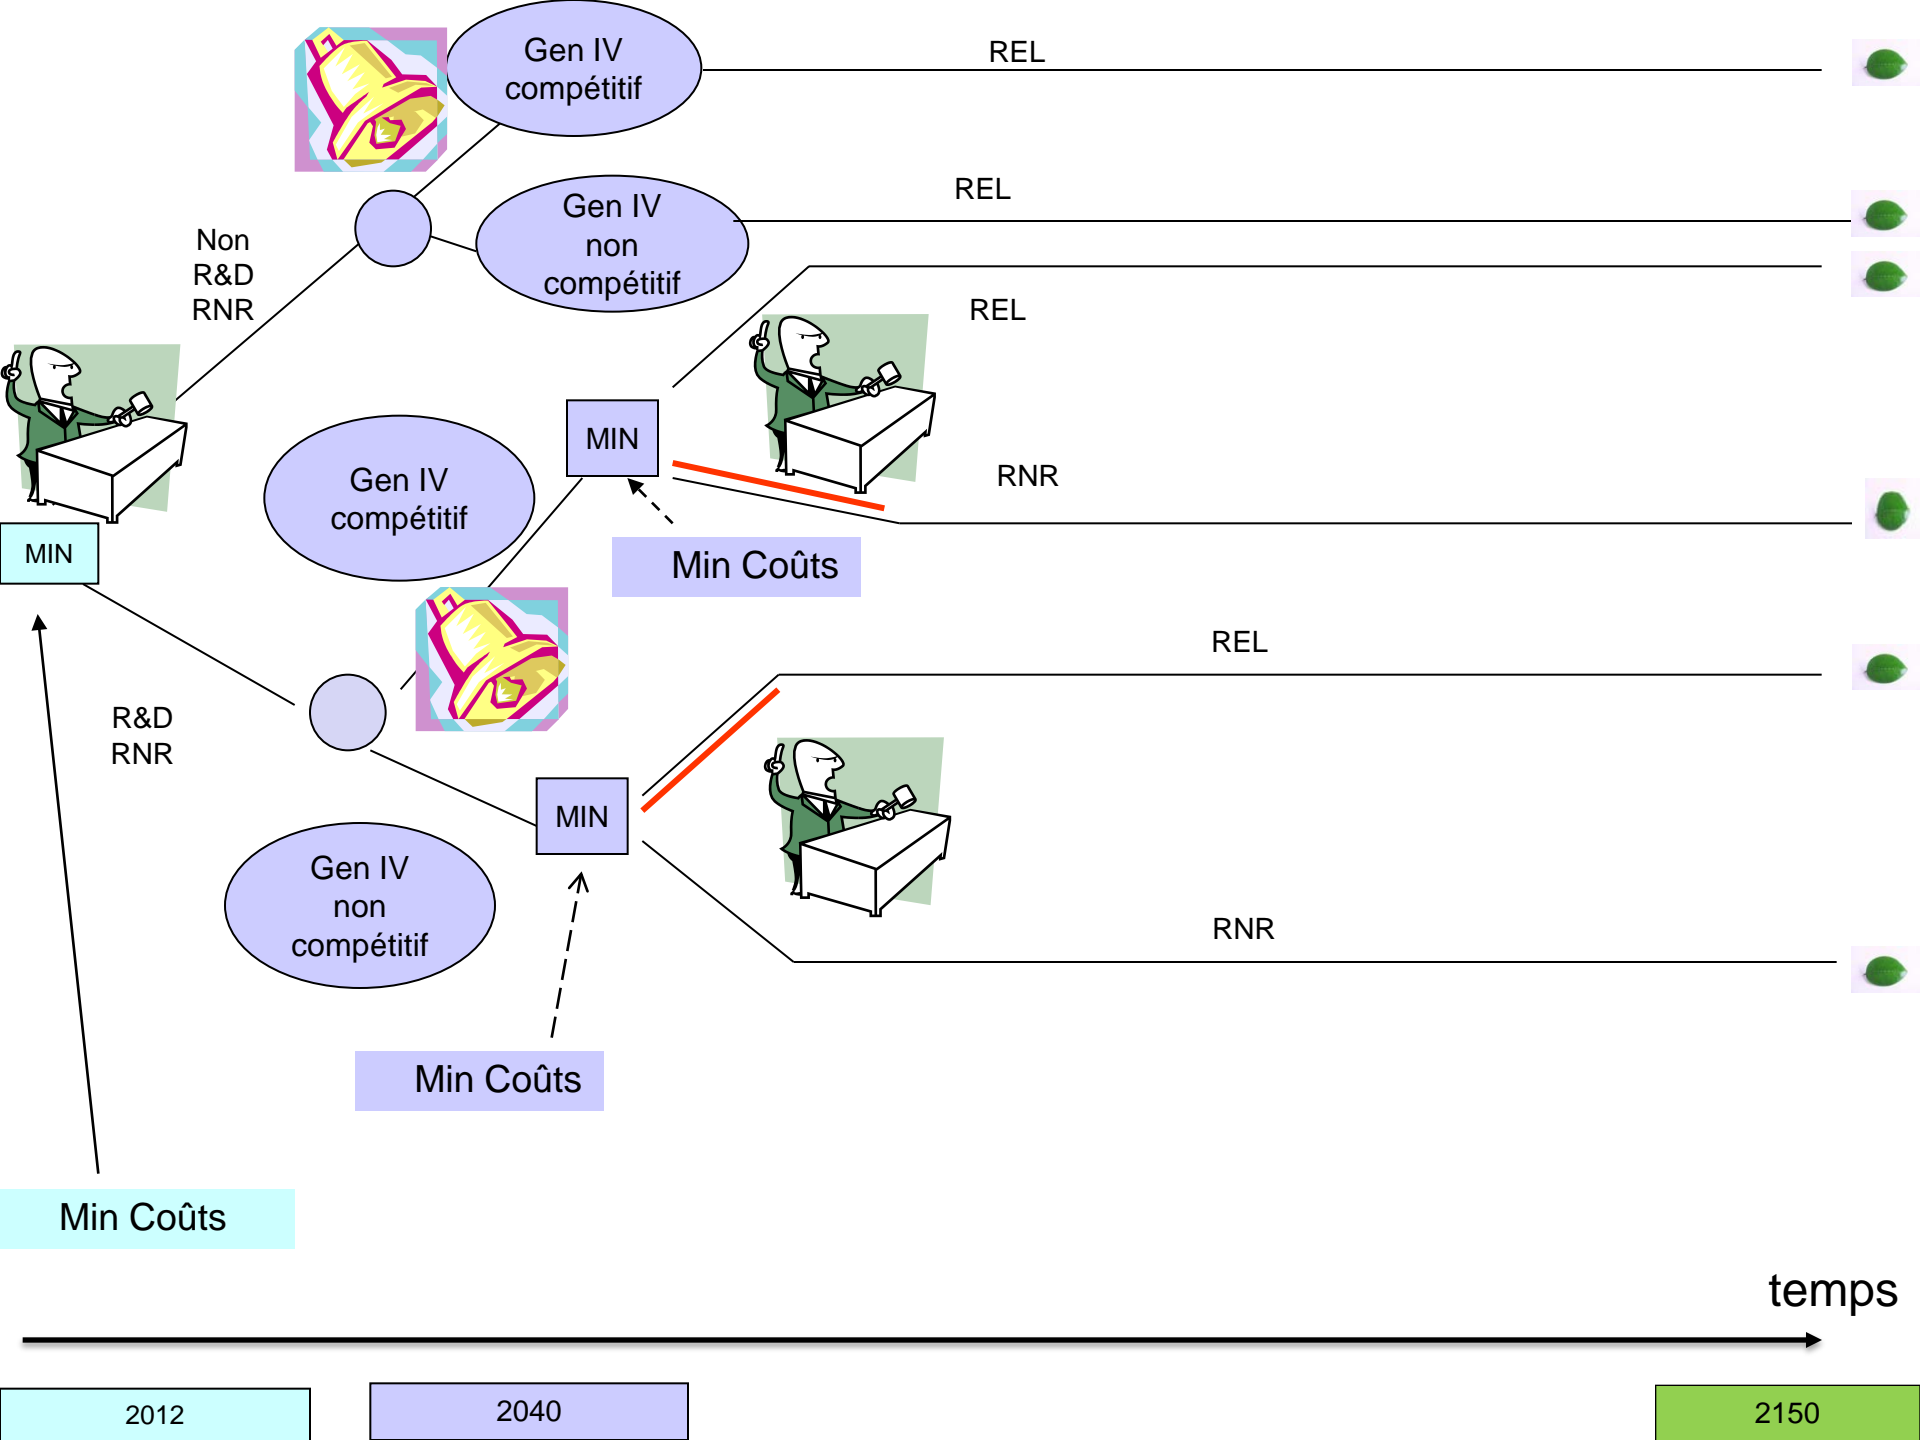 Gen IV
compétitif
REL
Gen IV
non
compétitif
REL
Non
R&D
RNR
REL
MIN
Gen IV
compétitif
RNR
MIN
Min Coûts
REL
R&D
RNR
MIN
Gen IV
non
compétitif
RNR
Min Coûts
Min Coûts
temps
2012
2040
2150